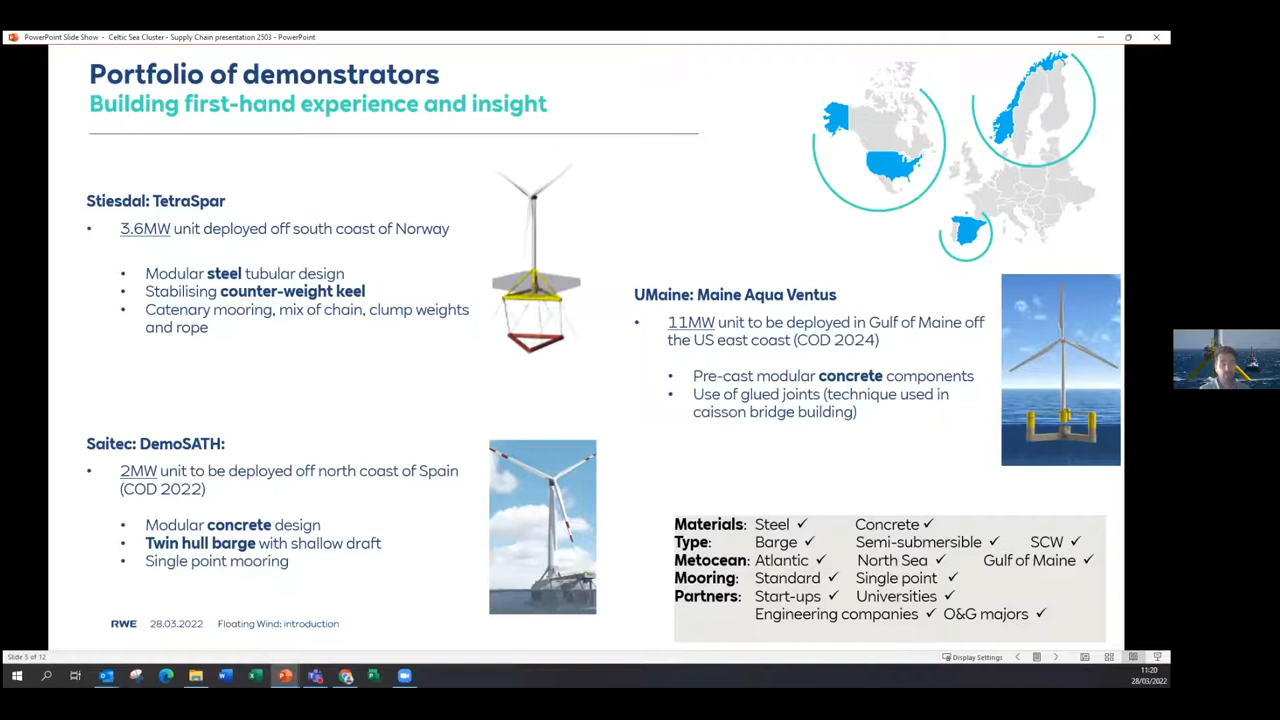 PowerPoint Slide Show - Celtic Sea Cluster - Supply Chain presentation 2503 - PowerPoint
Portfolio of demonstrators
Building first-hand experience and insight
Stiesdal: TetraSpar
• 3.6MW unit deployed off south coast of Norway
• Modular steel tubular design
• Stabilising counter-weight keel
• Catenary mooring, mix of chain, clump weights
and rope
UMaine: Maine Aqua Ventus
• 11MW unit to be deployed in Gulf of Maine off
the US east coast (COD 2024)
• Pre-cast modular concrete components
• Use of glued joints (technique used in
caisson bridge building)
Saitec: DemoSATH:
• 2MW unit to be deployed off north coast of Spain
(COD 2022)
• Modular concrete design
• Twin hull barge with shallow draft
• Single point mooring
Materials: Steel ✓ Concrete ✓
Type: Barge ✓ Semi-submersible ✓ SCW ✓
Metocean: Atlantic ✓ North Sea ✓ Gulf of Maine ✓
Mooring: Standard ✓ Single point ✓
Partners: Start-ups ✓ Universities ✓
Engineering companies ✓ O&G majors ✓
RWE 28.03.2022 Floating Wind: introduction
Slide 5 of 12
Display Settings
11:20
28/03/2022